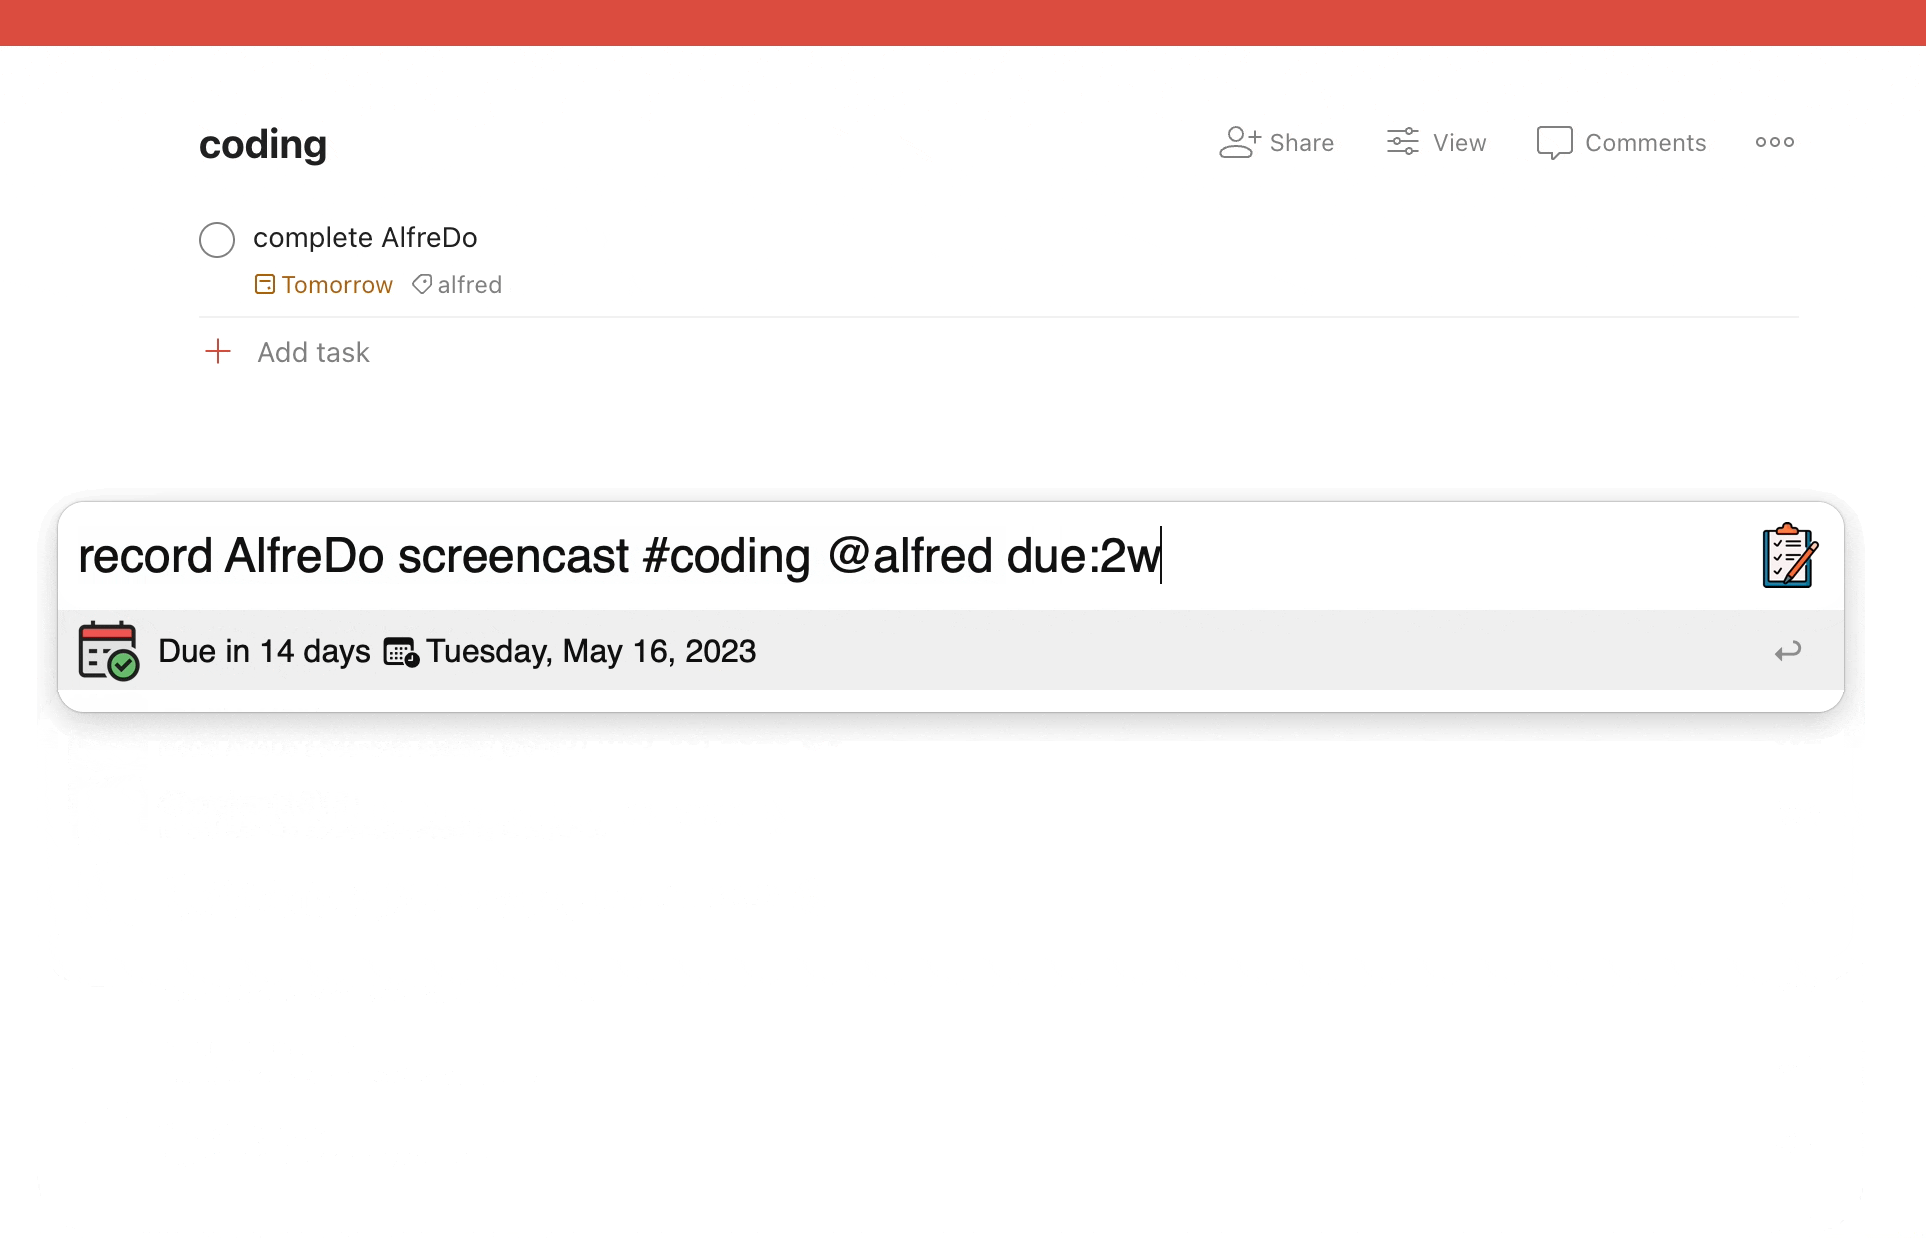 coding
Share View Comments
complete AlfreDo
Tomorrow alfred
Add task
record AlfreDo screencast #coding @alfred due:2w
Due in 14 days Tuesday, May 16, 2023